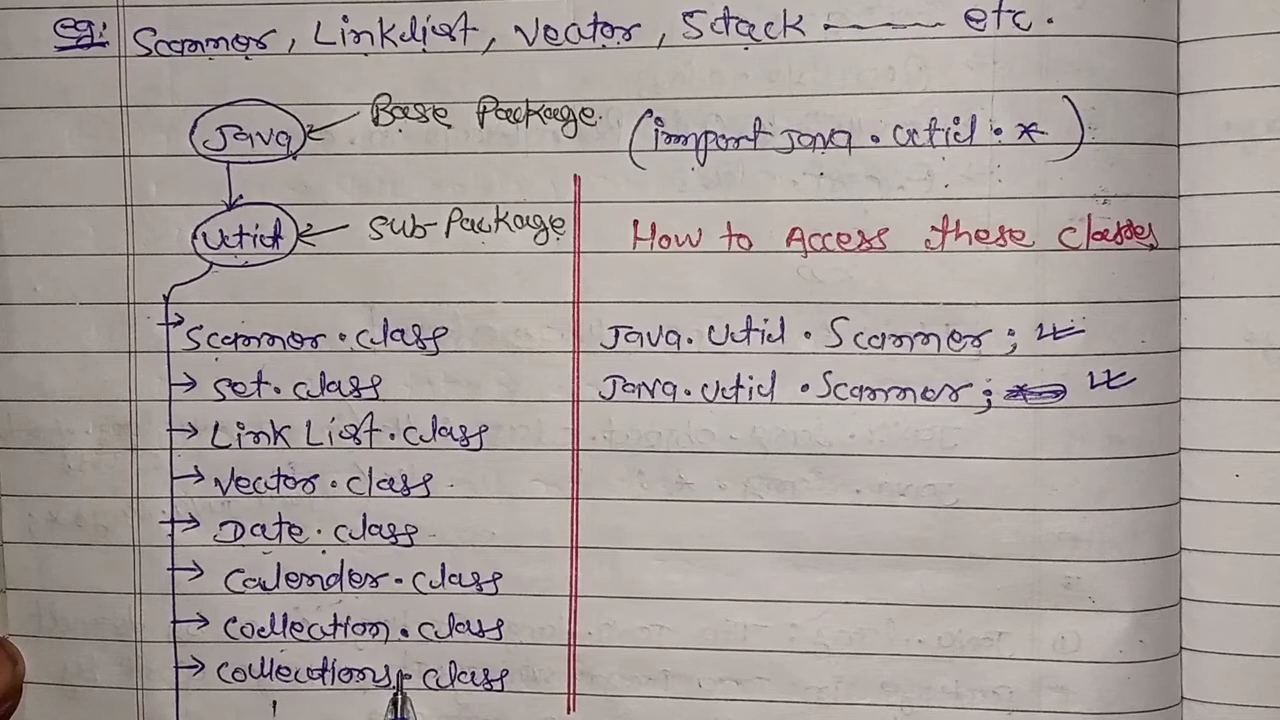 eg: Scanner, Linklist, Vector, Stack ——— etc.
Java ← Base Package. (import java.util.*)
Util ← Sub-Package
How to Access these classes
→ Scanner.class
→ Set.class
→ Link List.class
→ Vector.class
→ Date.class
→ Calender.class
→ Collection.class
→ Collections.class
Java.Util.Scanner;
Java.Util.Scanner;